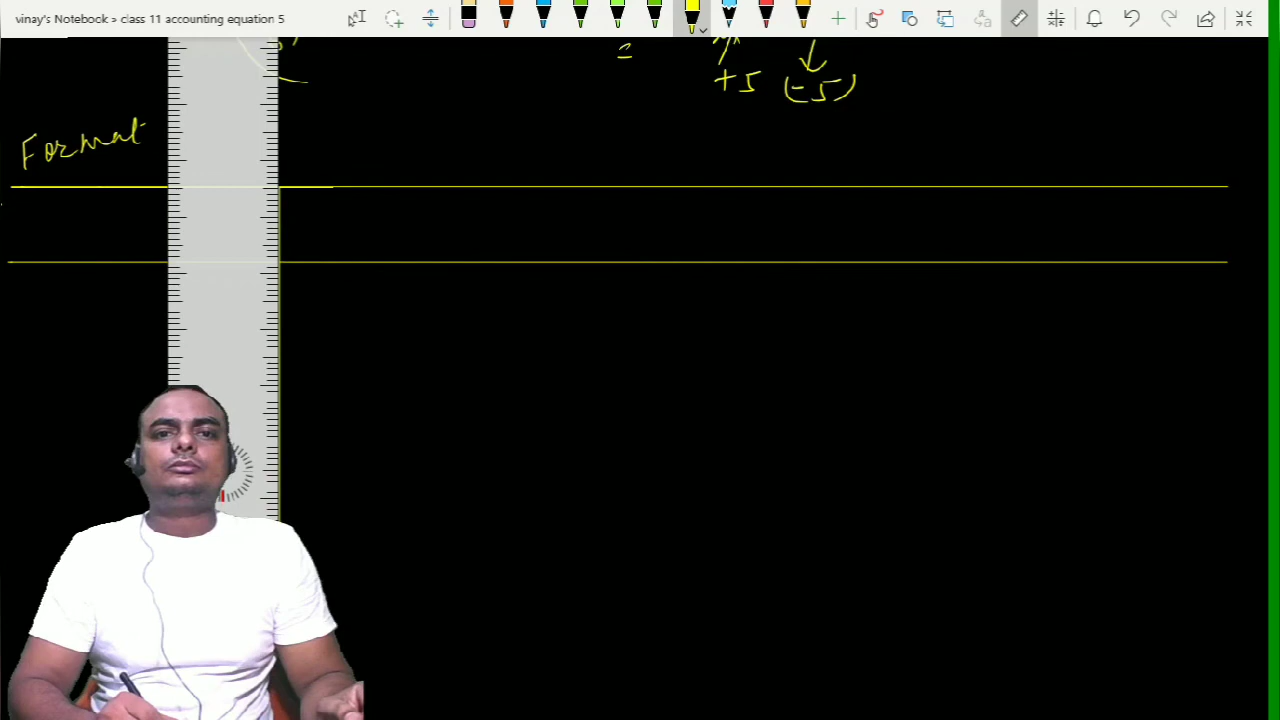 vinay's Notebook > class 11 accounting equation 5
=
+5 (-5)
Format